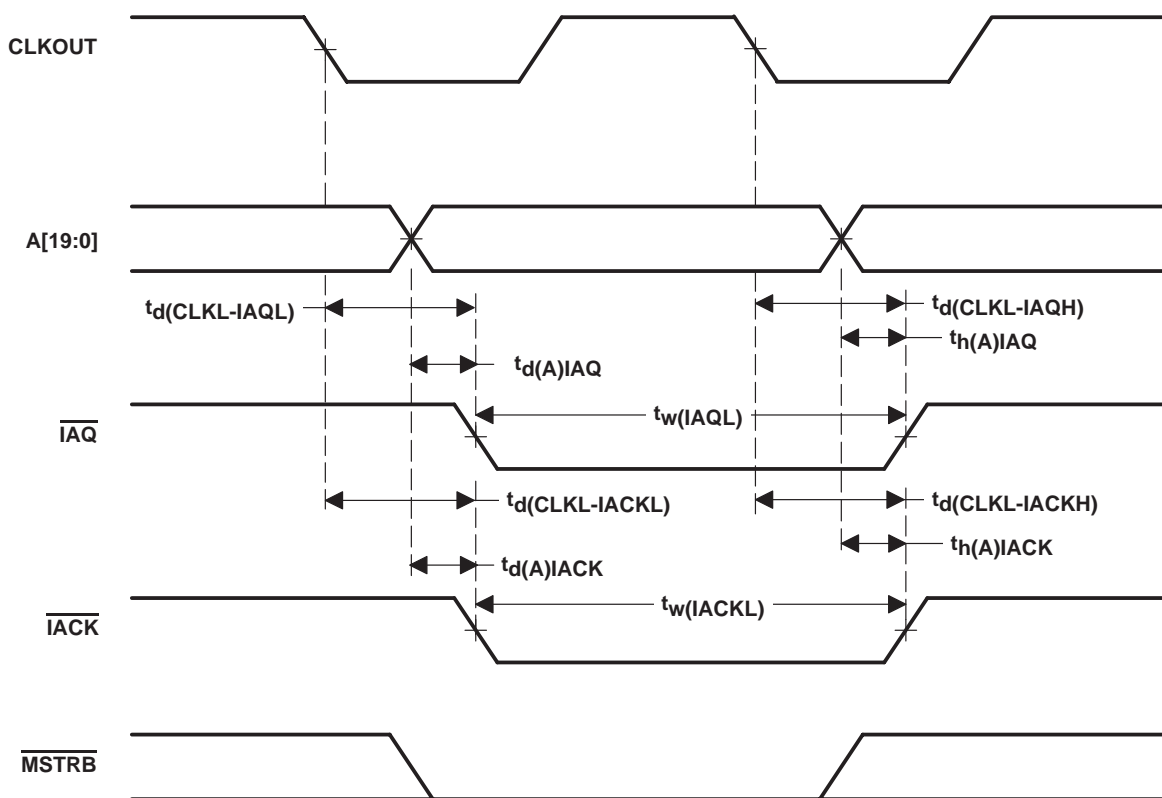 CLKOUT
A[19:0]
td(CLKL-IAQL)
td(CLKL-IAQH)
th(A)IAQ
td(A)IAQ
tw(IAQL)
IAQ
td(CLKL-IACKL)
td(CLKL-IACKH)
th(A)IACK
td(A)IACK
tw(IACKL)
IACK
MSTRB